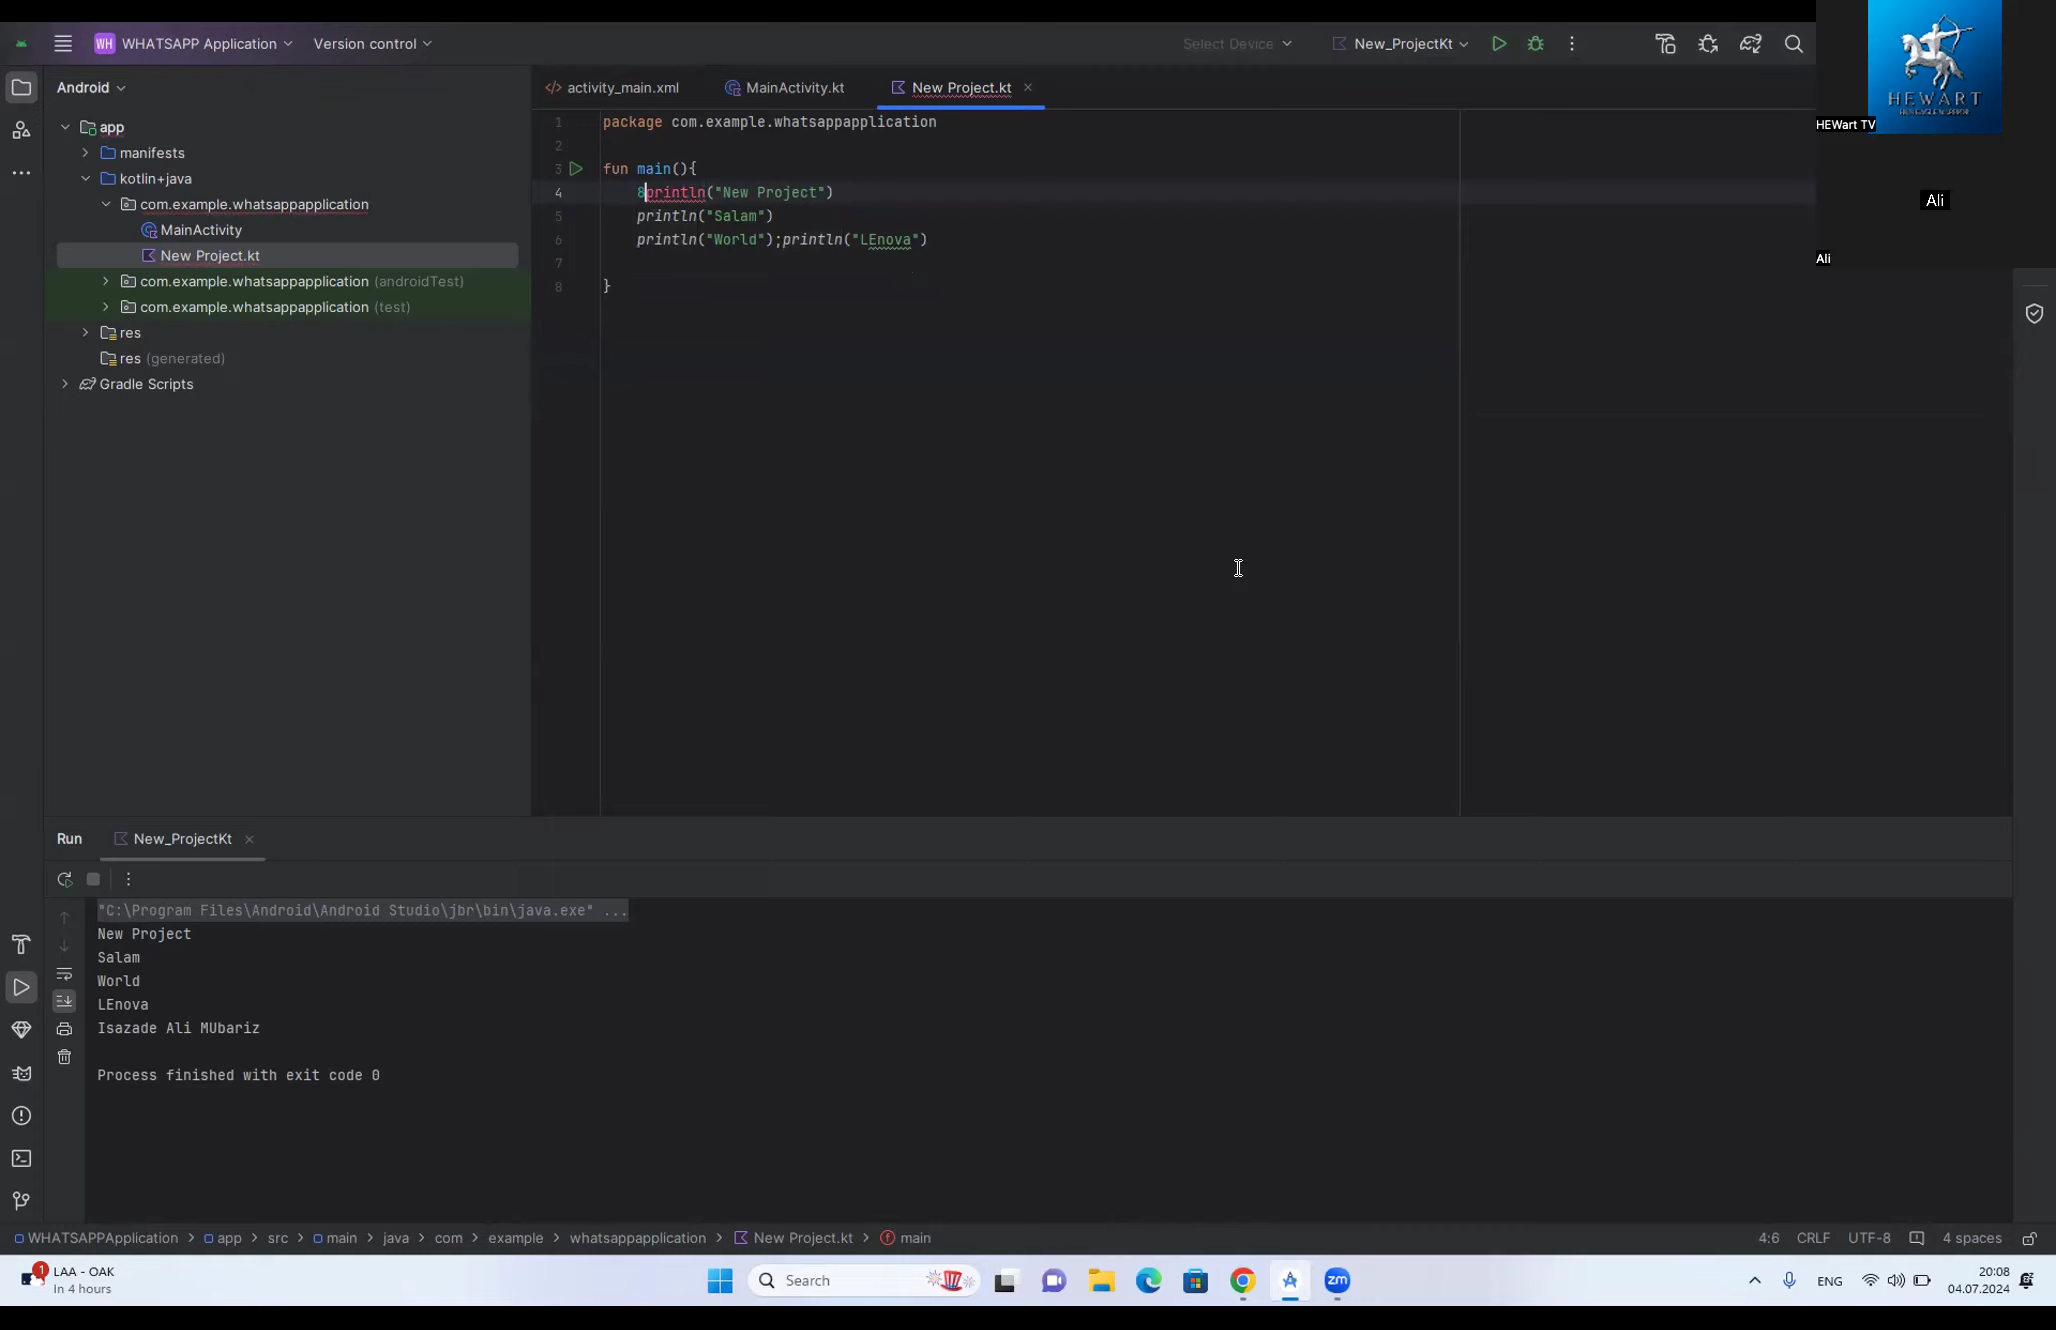 WH WHATSAPP Application
Version control
Select Device
New_ProjectKt
HEWART
HEWart TV
Ali
Ali
Android
app
manifests
kotlin+java
com.example.whatsappapplication
MainActivity
New Project.kt
com.example.whatsappapplication (androidTest)
com.example.whatsappapplication (test)
res
res (generated)
Gradle Scripts
activity_main.xml
MainActivity.kt
New Project.kt
1 package com.example.whatsappapplication
2
3 fun main(){
4 8println("New Project")
5 println("Salam")
6 println("World");println("LEnova")
7
8 }
Run
New_ProjectKt
"C:\Program Files\Android\Android Studio\jbr\bin\java.exe" ...
New Project
Salam
World
LEnova
Isazade Ali MUbariz
Process finished with exit code 0
WHATSAPPApplication > app > src > main > java > com > example > whatsappapplication > New Project.kt > main
4:6 CRLF UTF-8 4 spaces
1
LAA - OAK
In 4 hours
Search
zm
ENG
20:08
04.07.2024